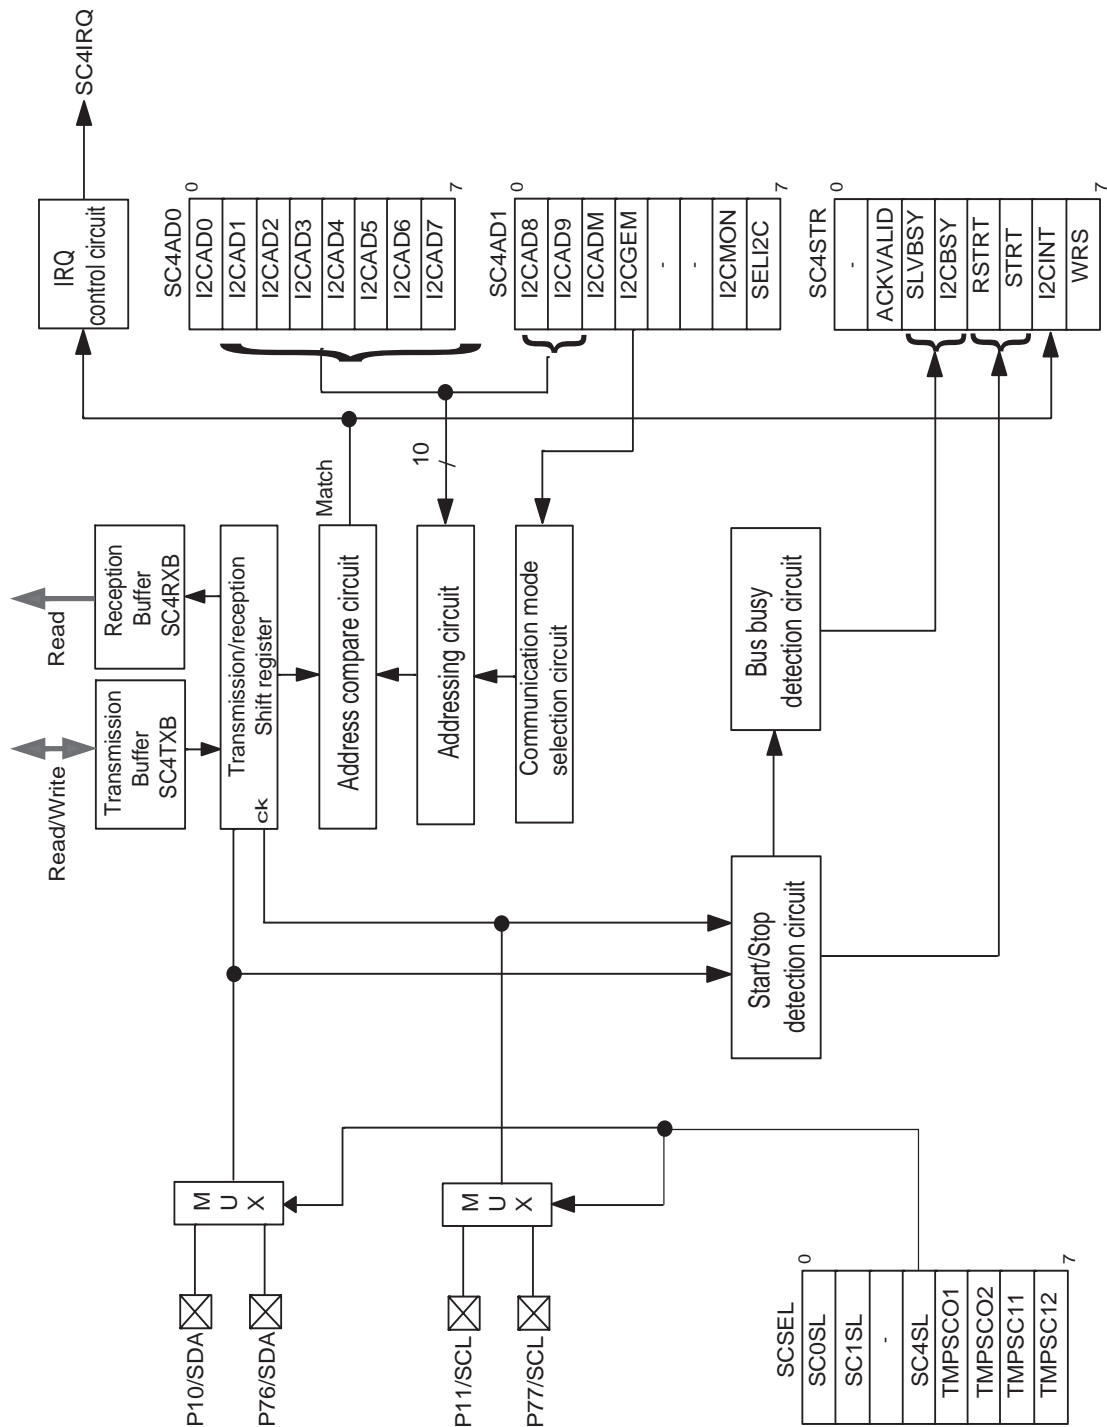 SC4IRQ
IRQ
control circuit
SC4AD0
0
I2CAD0
I2CAD1
I2CAD2
I2CAD3
I2CAD4
I2CAD5
I2CAD6
I2CAD7
7
SC4AD1
0
I2CAD8
I2CAD9
I2CADM
I2CGEM
-
-
I2CMON
SELI2C
7
SC4STR
0
-
ACKVALID
SLVBSY
I2CBSY
RSTRT
STRT
I2CINT
WRS
7
Match
10
Read
Reception
Buffer
SC4RXB
Read/Write
Transmission
Buffer
SC4TXB
Transmission/reception
Shift register
ck
Address compare circuit
Addressing circuit
Communication mode
selection circuit
Bus busy
detection circuit
Start/Stop
detection circuit
M
U
X
M
U
X
P10/SDA
P76/SDA
P11/SCL
P77/SCL
SCSEL
0
SC0SL
SC1SL
-
SC4SL
TMPSCO1
TMPSCO2
TMPSC11
TMPSC12
7